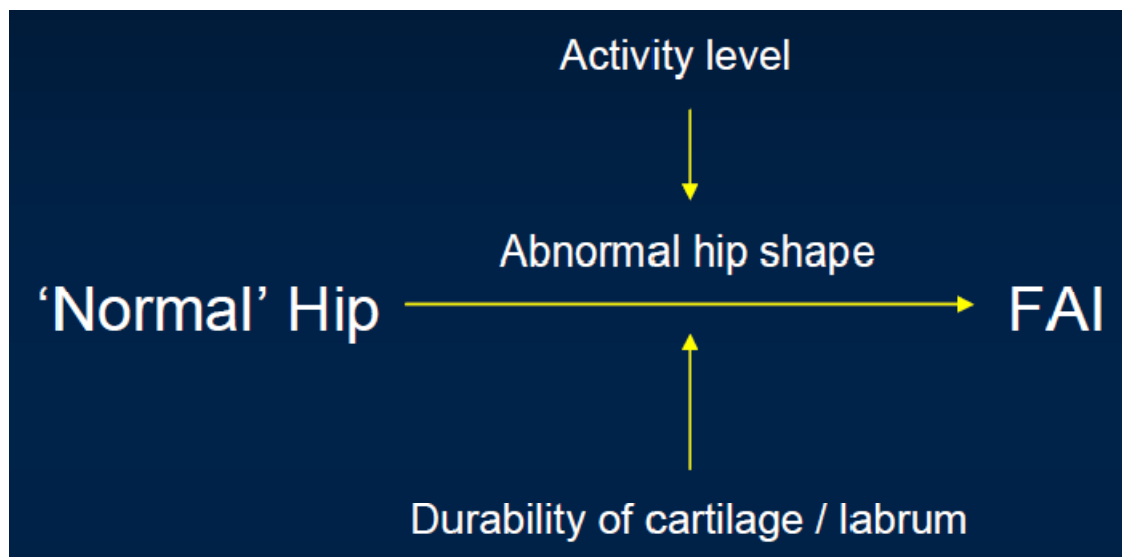 Activity level
Abnormal hip shape
‘Normal’ Hip
FAI
Durability of cartilage / labrum